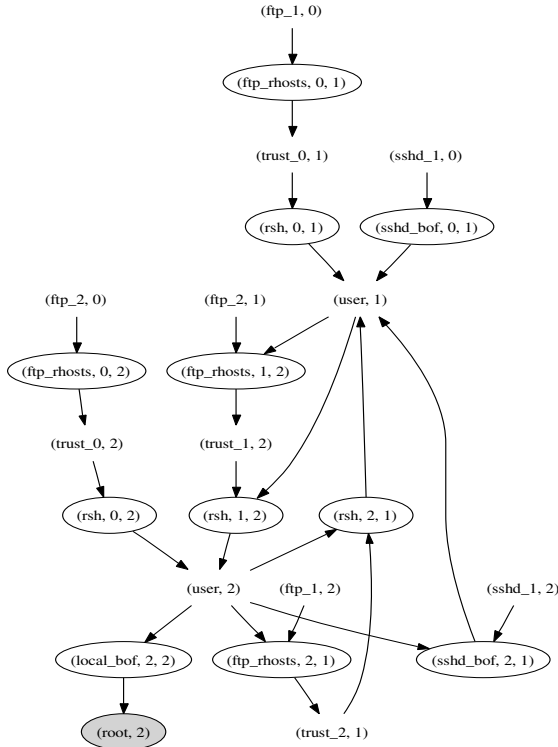 (ftp_1, 0)
(ftp_rhosts, 0, 1)
(trust_0, 1)
(sshd_1, 0)
(rsh, 0, 1)
(sshd_bof, 0, 1)
(ftp_2, 0)
(ftp_2, 1)
(user, 1)
(ftp_rhosts, 0, 2)
(ftp_rhosts, 1, 2)
(trust_0, 2)
(trust_1, 2)
(rsh, 0, 2)
(rsh, 1, 2)
(rsh, 2, 1)
(user, 2)
(ftp_1, 2)
(sshd_1, 2)
(local_bof, 2, 2)
(ftp_rhosts, 2, 1)
(sshd_bof, 2, 1)
(root, 2)
(trust_2, 1)